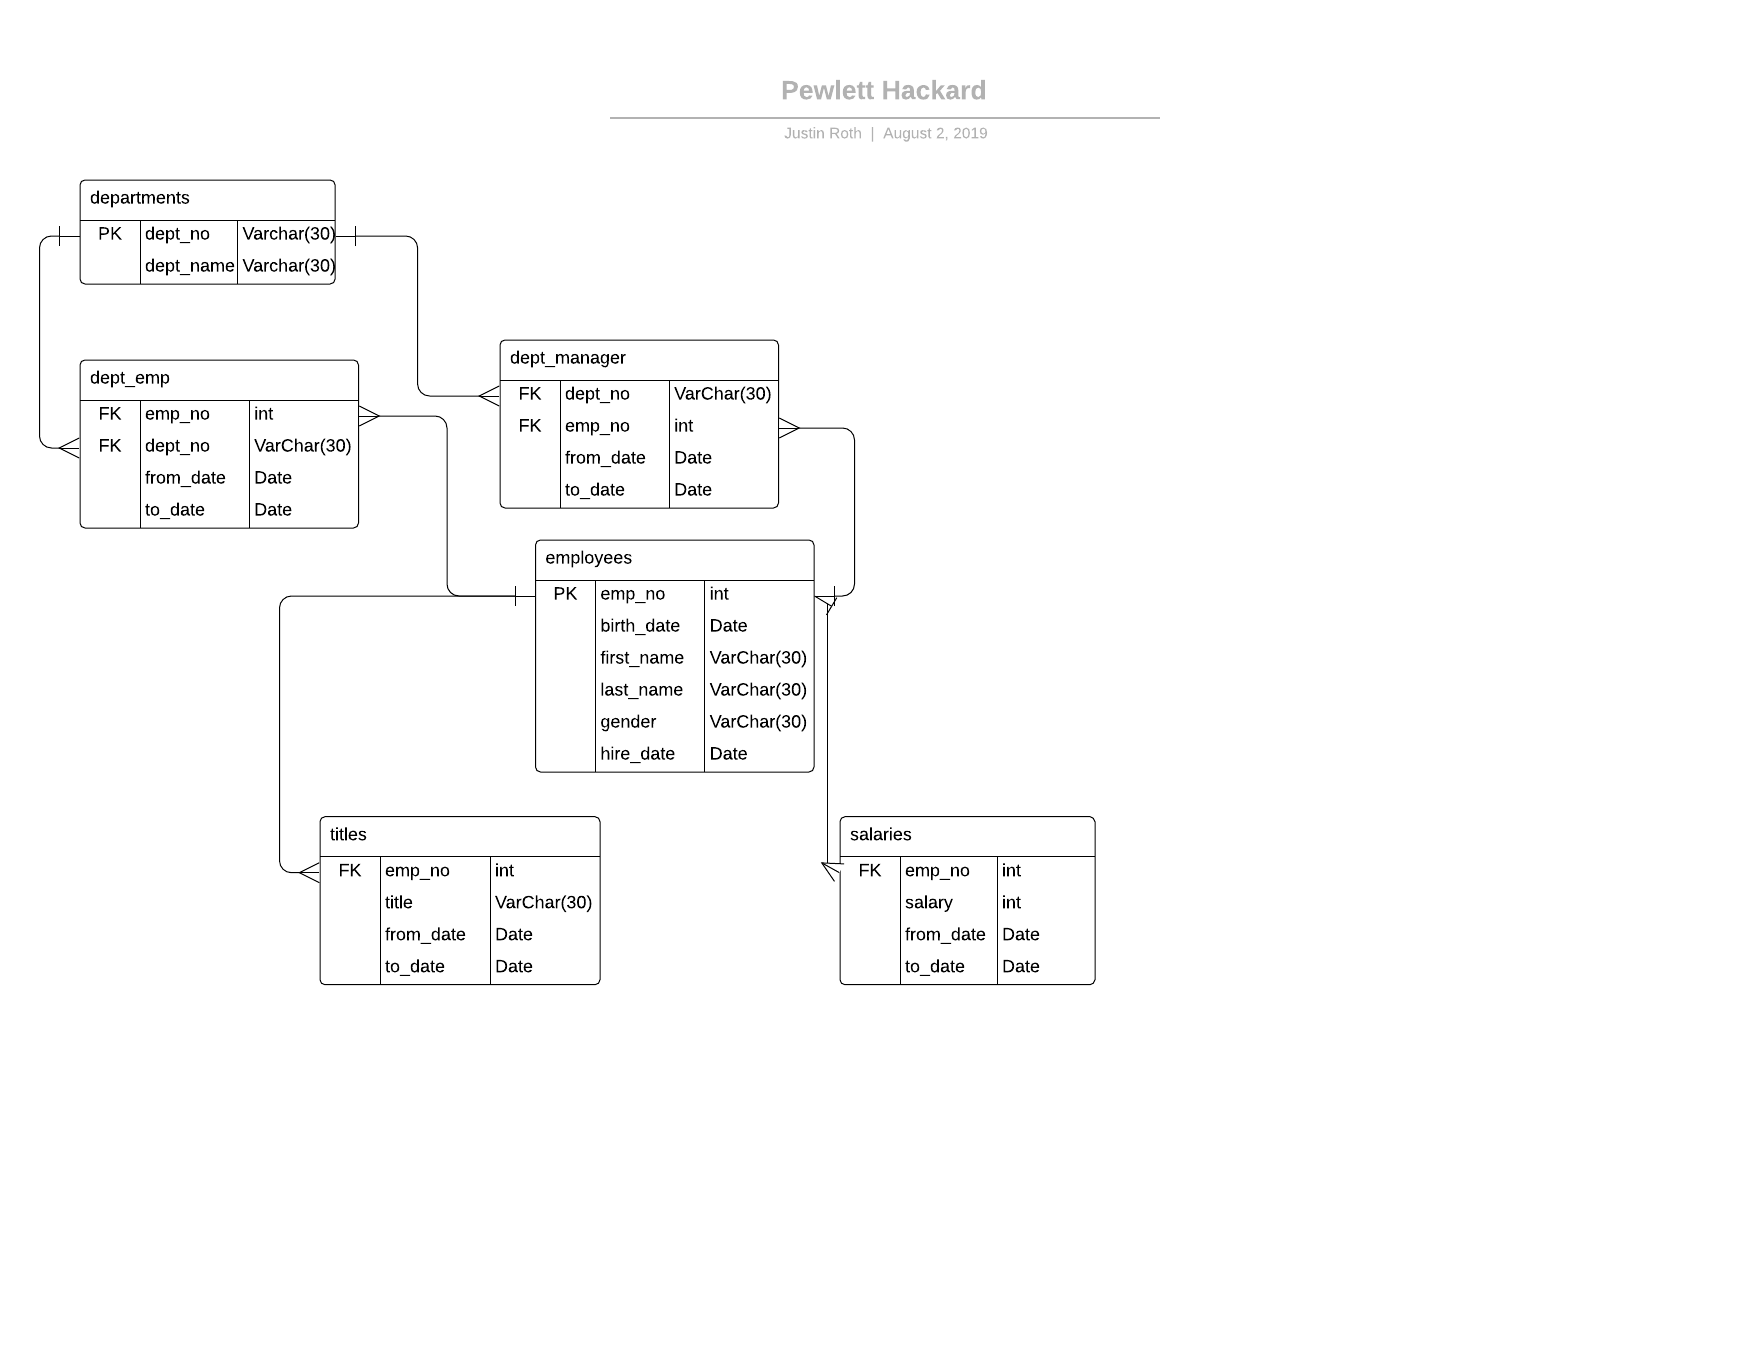 Pewlett Hackard
Justin Roth | August 2, 2019
departments
PK dept_no Varchar(30)
dept_name Varchar(30)
dept_emp
FK emp_no int
FK dept_no VarChar(30)
from_date Date
to_date Date
dept_manager
FK dept_no VarChar(30)
FK emp_no int
from_date Date
to_date Date
employees
PK emp_no int
birth_date Date
first_name VarChar(30)
last_name VarChar(30)
gender VarChar(30)
hire_date Date
titles
FK emp_no int
title VarChar(30)
from_date Date
to_date Date
salaries
FK emp_no int
salary int
from_date Date
to_date Date